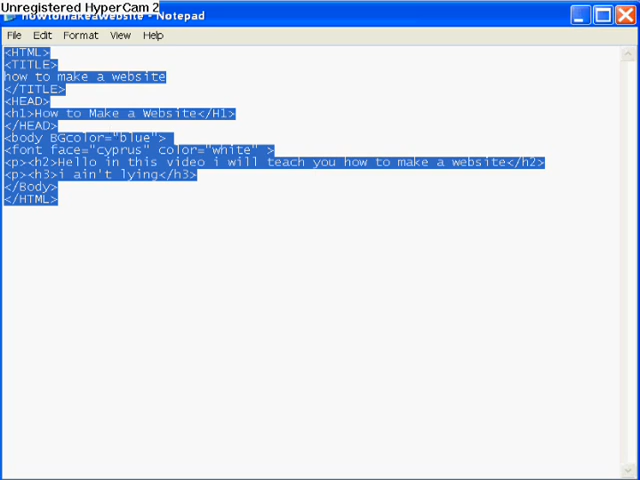 Unregistered HyperCam 2
howtomakeawebsite - Notepad
File Edit Format View Help
<HTML>
<TITLE>
how to make a website
</TITLE>
<HEAD>
<h1>How to Make a Website</H1>
</HEAD>
<body BGcolor="blue">
<font face="cyprus" color="white" >
<p><h2>Hello in this video i will teach you how to make a website</h2>
<p><h3>i ain't lying</h3>
</Body>
</HTML>